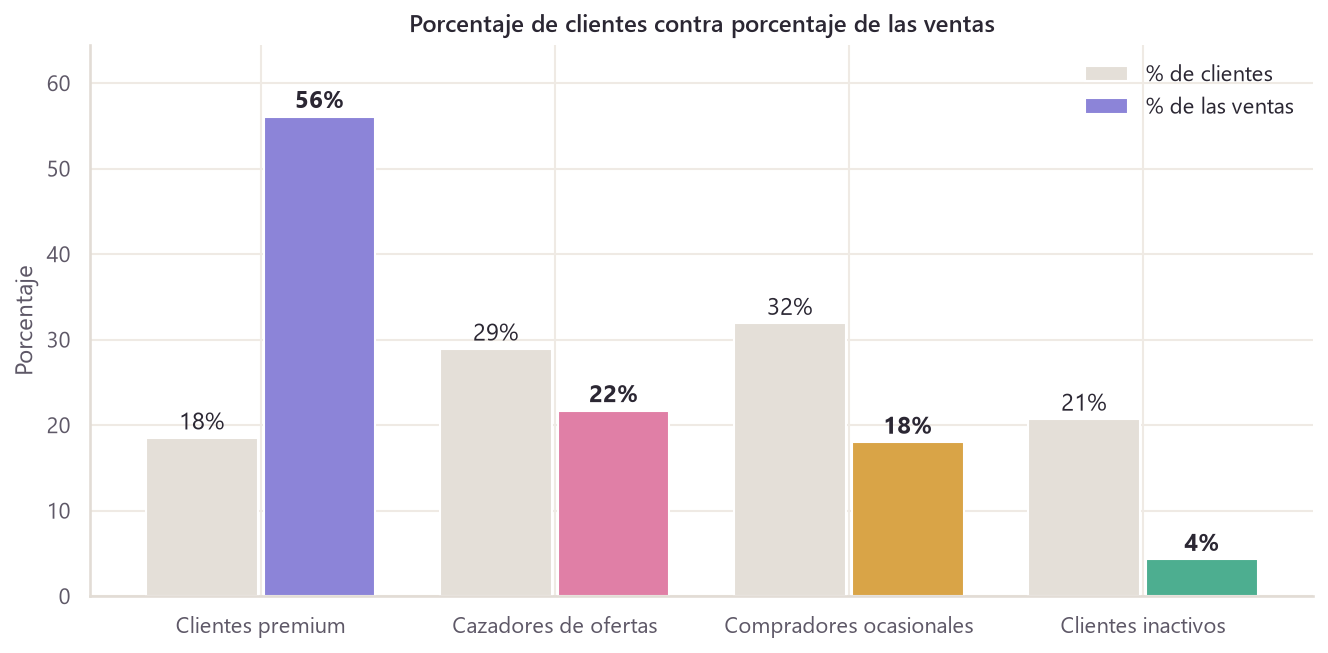 Porcentaje de clientes contra porcentaje de las ventas
% de clientes
% de las ventas
Porcentaje
60
50
40
30
20
10
0
18%
56%
29%
22%
32%
18%
21%
4%
Clientes premium
Cazadores de ofertas
Compradores ocasionales
Clientes inactivos